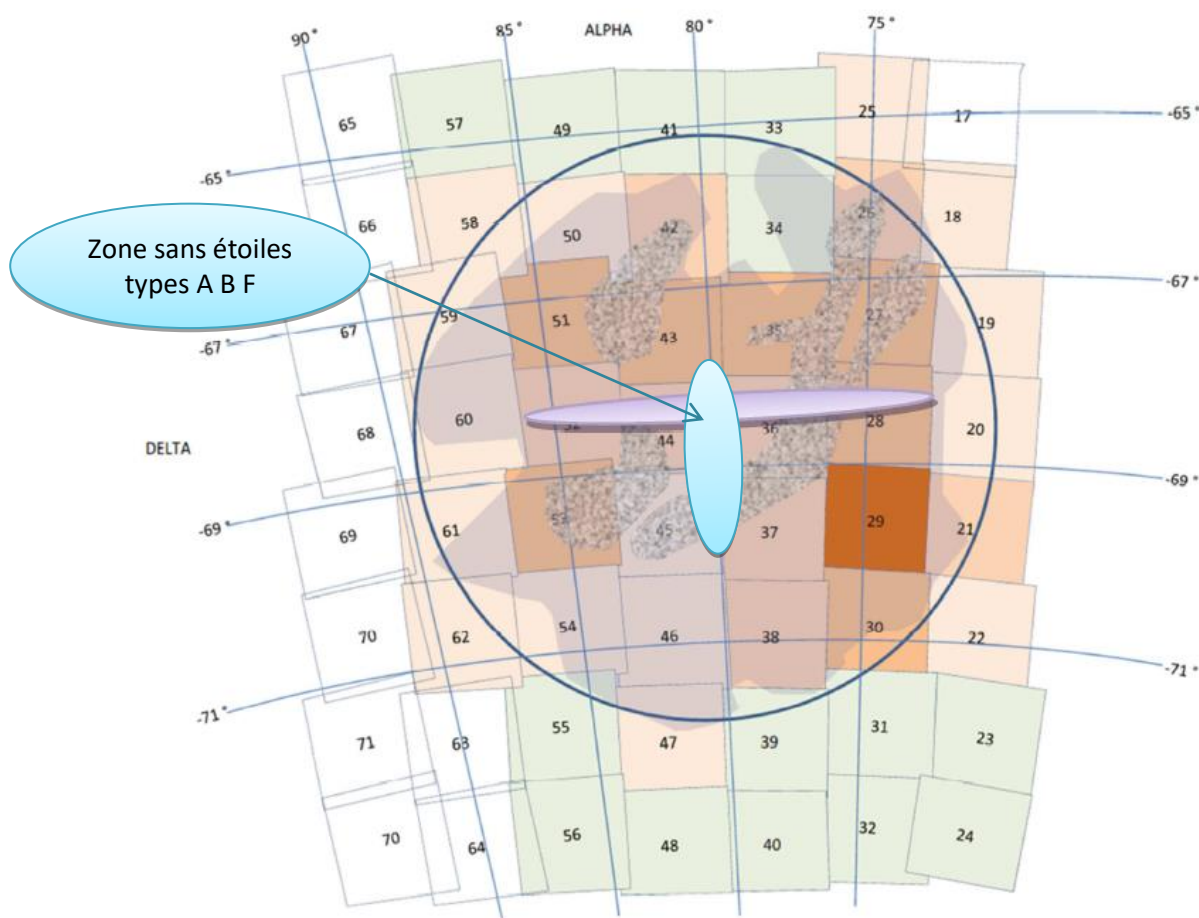 90° 85° ALPHA 80° 75°
65 57 49 41 33 25 17
-65° -65°
66 58 50 42 34 26 18
Zone sans étoiles
types A B F
-67° 67 59 51 43 35 27 19 -67°
68 60 52 44 36 28 20
DELTA
-69° 69 61 53 45 37 29 21 -69°
70 62 54 46 38 30 22
-71° -71°
71 63 55 47 39 31 23
70 64 56 48 40 32 24